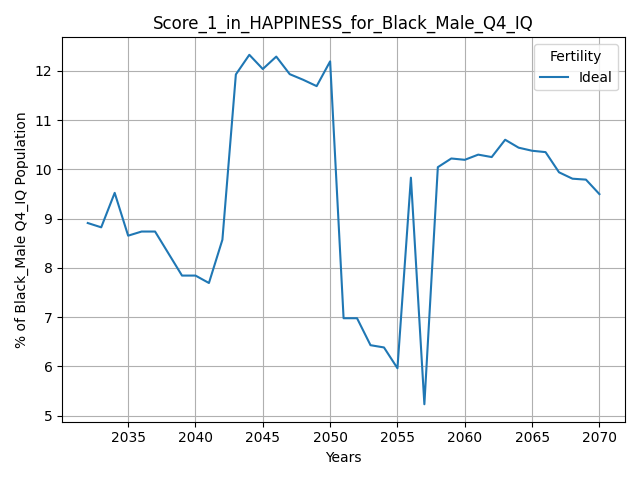 Score_1_in_HAPPINESS_for_Black_Male_Q4_IQ
Fertility
Ideal
% of Black_Male Q4_IQ Population
12
11
10
9
8
7
6
5
2035 2040 2045 2050 2055 2060 2065 2070
Years